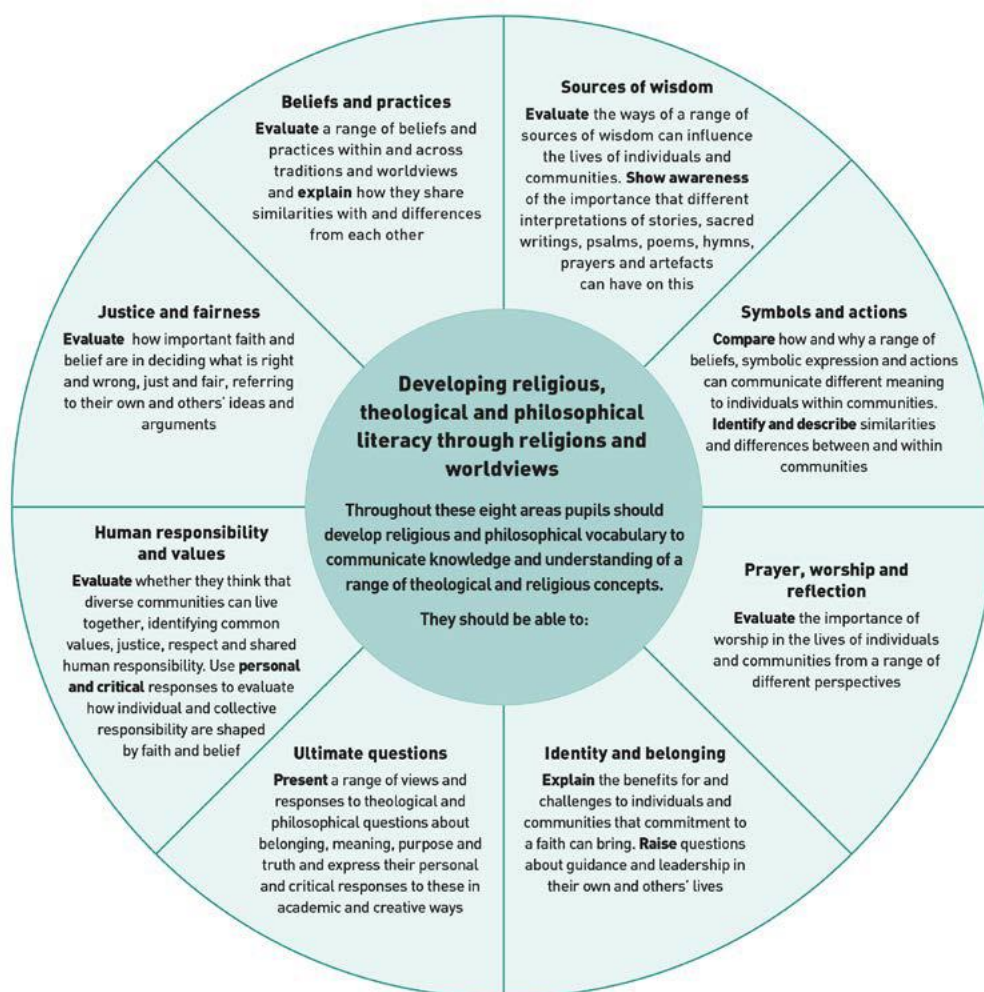 Beliefs and practices
Evaluate a range of beliefs and
practices within and across
traditions and worldviews
and explain how they share
similarities with and differences
from each other
Sources of wisdom
Evaluate the ways of a range of
sources of wisdom can influence
the lives of individuals and
communities. Show awareness
of the importance that different
interpretations of stories, sacred
writings, psalms, poems, hymns,
prayers and artefacts
can have on this
Symbols and actions
Compare how and why a range of
beliefs, symbolic expression and actions
can communicate different meaning
to individuals within communities.
Identify and describe similarities
and differences between and within
communities
Prayer, worship and
reflection
Evaluate the importance of
worship in the lives of individuals
and communities from a range of
different perspectives
Identity and belonging
Explain the benefits for and
challenges to individuals and
communities that commitment to
a faith can bring. Raise questions
about guidance and leadership in
their own and others' lives
Ultimate questions
Present a range of views and
responses to theological and
philosophical questions about
belonging, meaning, purpose and
truth and express their personal
and critical responses to these in
academic and creative ways
Human responsibility
and values
Evaluate whether they think that
diverse communities can live
together, identifying common
values, justice, respect and shared
human responsibility. Use personal
and critical responses to evaluate
how individual and collective
responsibility are shaped
by faith and belief
Justice and fairness
Evaluate how important faith and
belief are in deciding what is right
and wrong, just and fair, referring
to their own and others' ideas and
arguments
Developing religious,
theological and philosophical
literacy through religions and
worldviews
Throughout these eight areas pupils should
develop religious and philosophical vocabulary to
communicate knowledge and understanding of a
range of theological and religious concepts.
They should be able to: